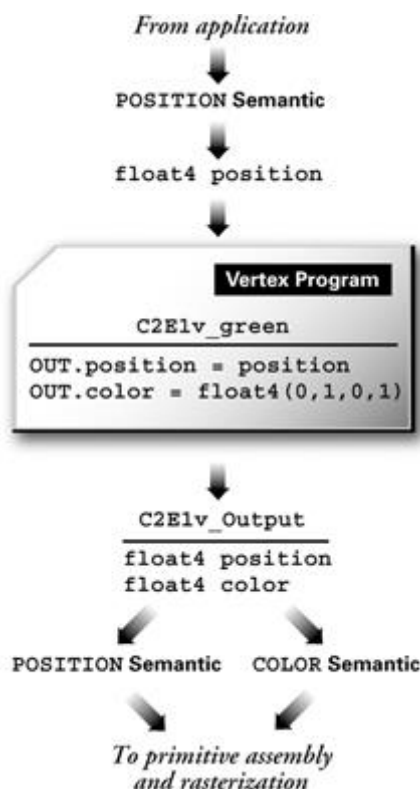 From application
POSITION Semantic
float4 position
Vertex Program
C2E1v_green
OUT.position = position
OUT.color = float4(0,1,0,1)
C2E1v_Output
float4 position
float4 color
POSITION Semantic COLOR Semantic
To primitive assembly
and rasterization